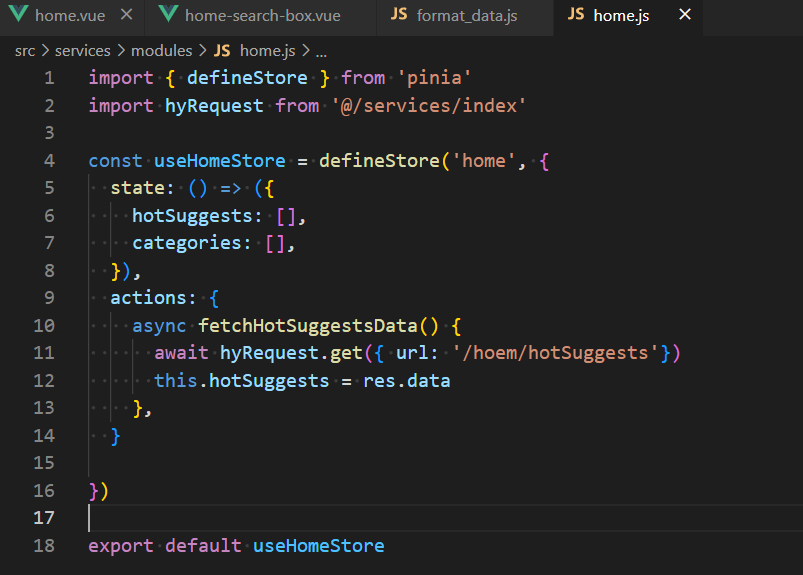 home.vue home-search-box.vue JS format_data.js JS home.js
src > services > modules > JS home.js > ...
1 import { defineStore } from 'pinia'
2 import hyRequest from '@/services/index'
3
4 const useHomeStore = defineStore('home', {
5 state: () => ({
6 hotSuggests: [],
7 categories: [],
8 }),
9 actions: {
10 async fetchHotSuggestsData() {
11 await hyRequest.get({ url: '/hoem/hotSuggests'})
12 this.hotSuggests = res.data
13 },
14 }
15
16 })
17
18 export default useHomeStore